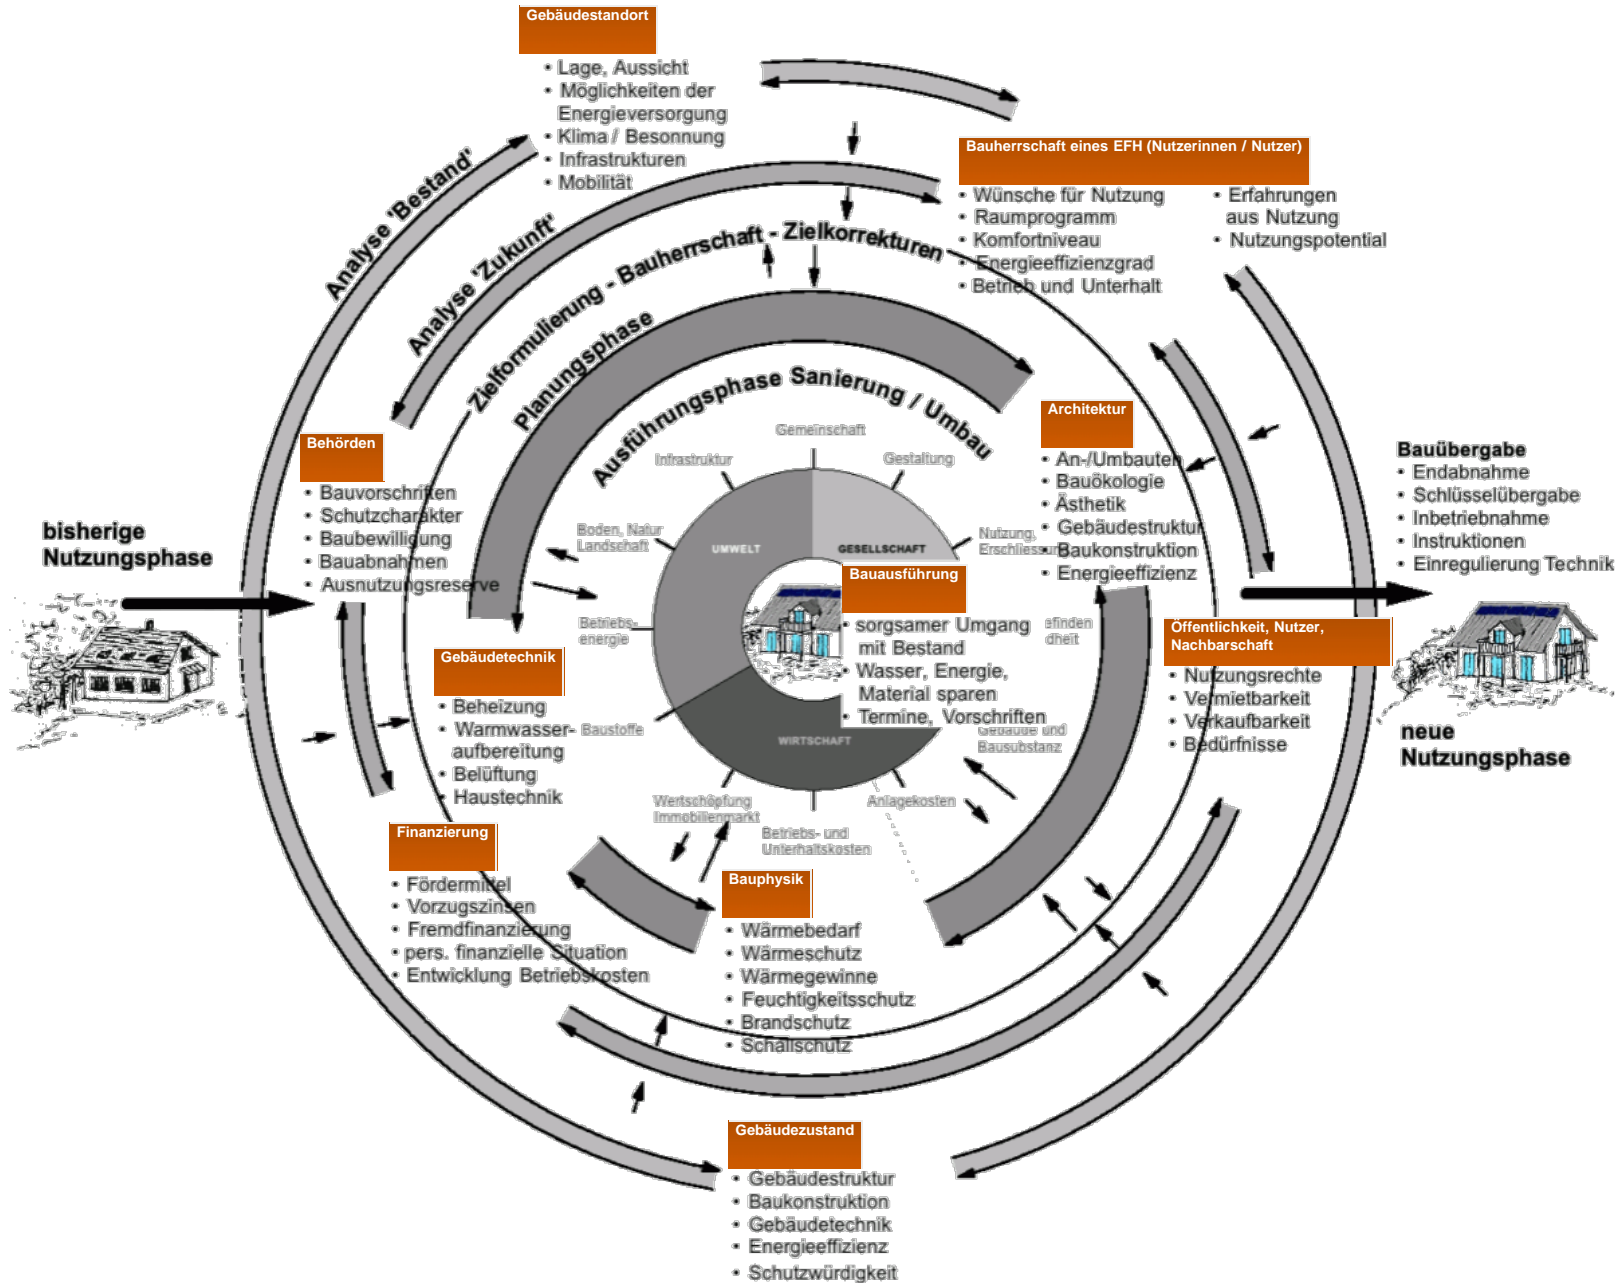 Gebäudestandort
• Lage, Aussicht
• Möglichkeiten der
Energieversorgung
• Klima / Besonnung
• Infrastrukturen
• Mobilität
Bauherrschaft eines EFH (Nutzerinnen / Nutzer)
• Wünsche für Nutzung
• Raumprogramm
• Komfortniveau
• Energieeffizienzgrad
• Betrieb und Unterhalt
• Erfahrungen
aus Nutzung
• Nutzungspotential
Analyse 'Bestand'
Analyse 'Zukunft'
Zielformulierung - Bauherrschaft - Zielkorrekturen
Planungsphase
Ausführungsphase Sanierung / Umbau
Behörden
• Bauvorschriften
• Schutzcharakter
• Baubewilligung
• Bauabnahmen
• Ausnutzungsreserve
bisherige
Nutzungsphase
Architektur
• An-/Umbauten
• Bauökologie
• Ästhetik
• Gebäudestruktur
• Baukonstruktion
• Energieeffizienz
Bauübergabe
• Endabnahme
• Schlüsselübergabe
• Inbetriebnahme
• Instruktionen
• Einregulierung Technik
Gemeinschaft
Infrastruktur
Gestaltung
Boden, Natur
Landschaft
Nutzung,
UMWELT
GESELLSCHAFT
Betriebs-
energie
Bauausführung
• sorgsamer Umgang
mit Bestand
• Wasser, Energie,
Material sparen
• Termine, Vorschriften
efinden
dheit
WIRTSCHAFT
Baustoffe
Gebäude und
Bausubstanz
Wertschöpfung
Immobilienmarkt
Anlagekosten
Betriebs- und
Unterhaltskosten
Gebäudetechnik
• Beheizung
• Warmwasser-
aufbereitung
• Belüftung
• Haustechnik
Öffentlichkeit, Nutzer,
Nachbarschaft
• Nutzungsrechte
• Vermietbarkeit
• Verkaufbarkeit
• Bedürfnisse
neue
Nutzungsphase
Finanzierung
• Fördermittel
• Vorzugszinsen
• Fremdfinanzierung
• pers. finanzielle Situation
• Entwicklung Betriebskosten
Bauphysik
• Wärmebedarf
• Wärmeschutz
• Wärmegewinne
• Feuchtigkeitsschutz
• Brandschutz
• Schallschutz
Gebäudezustand
• Gebäudestruktur
• Baukonstruktion
• Gebäudetechnik
• Energieeffizienz
• Schutzwürdigkeit